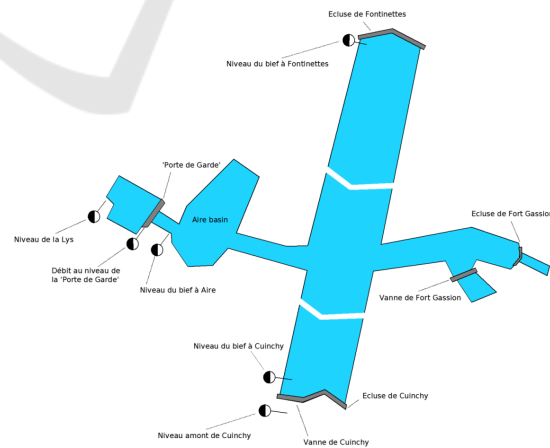 Ecluse de Fontinettes
Niveau du bief à Fontinettes
'Porte de Garde'
Aire basin
Ecluse de Fort Gassion
Niveau de la Lys
Débit au niveau de
la 'Porte de Garde'
Niveau du bief à Aire
Vanne de Fort Gassion
Niveau du bief à Cuinchy
Ecluse de Cuinchy
Niveau amont de Cuinchy
Vanne de Cuinchy